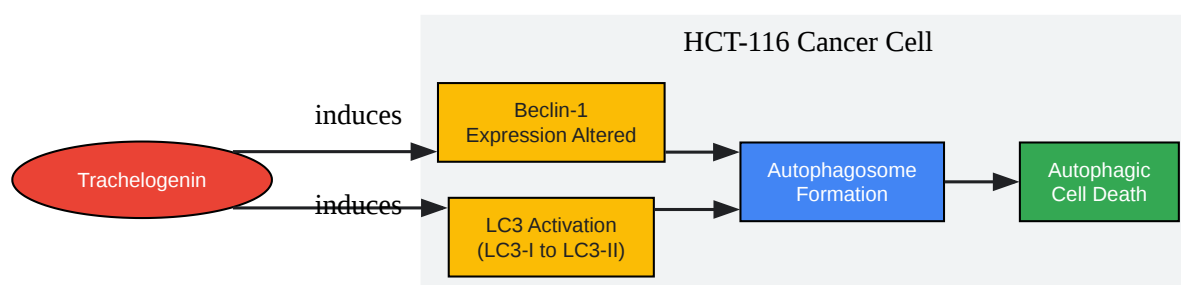 HCT-116 Cancer Cell
induces
Beclin-1
Expression Altered
Trachelogenin
Autophagosome
Formation
Autophagic
Cell Death
induces
LC3 Activation
(LC3-I to LC3-II)